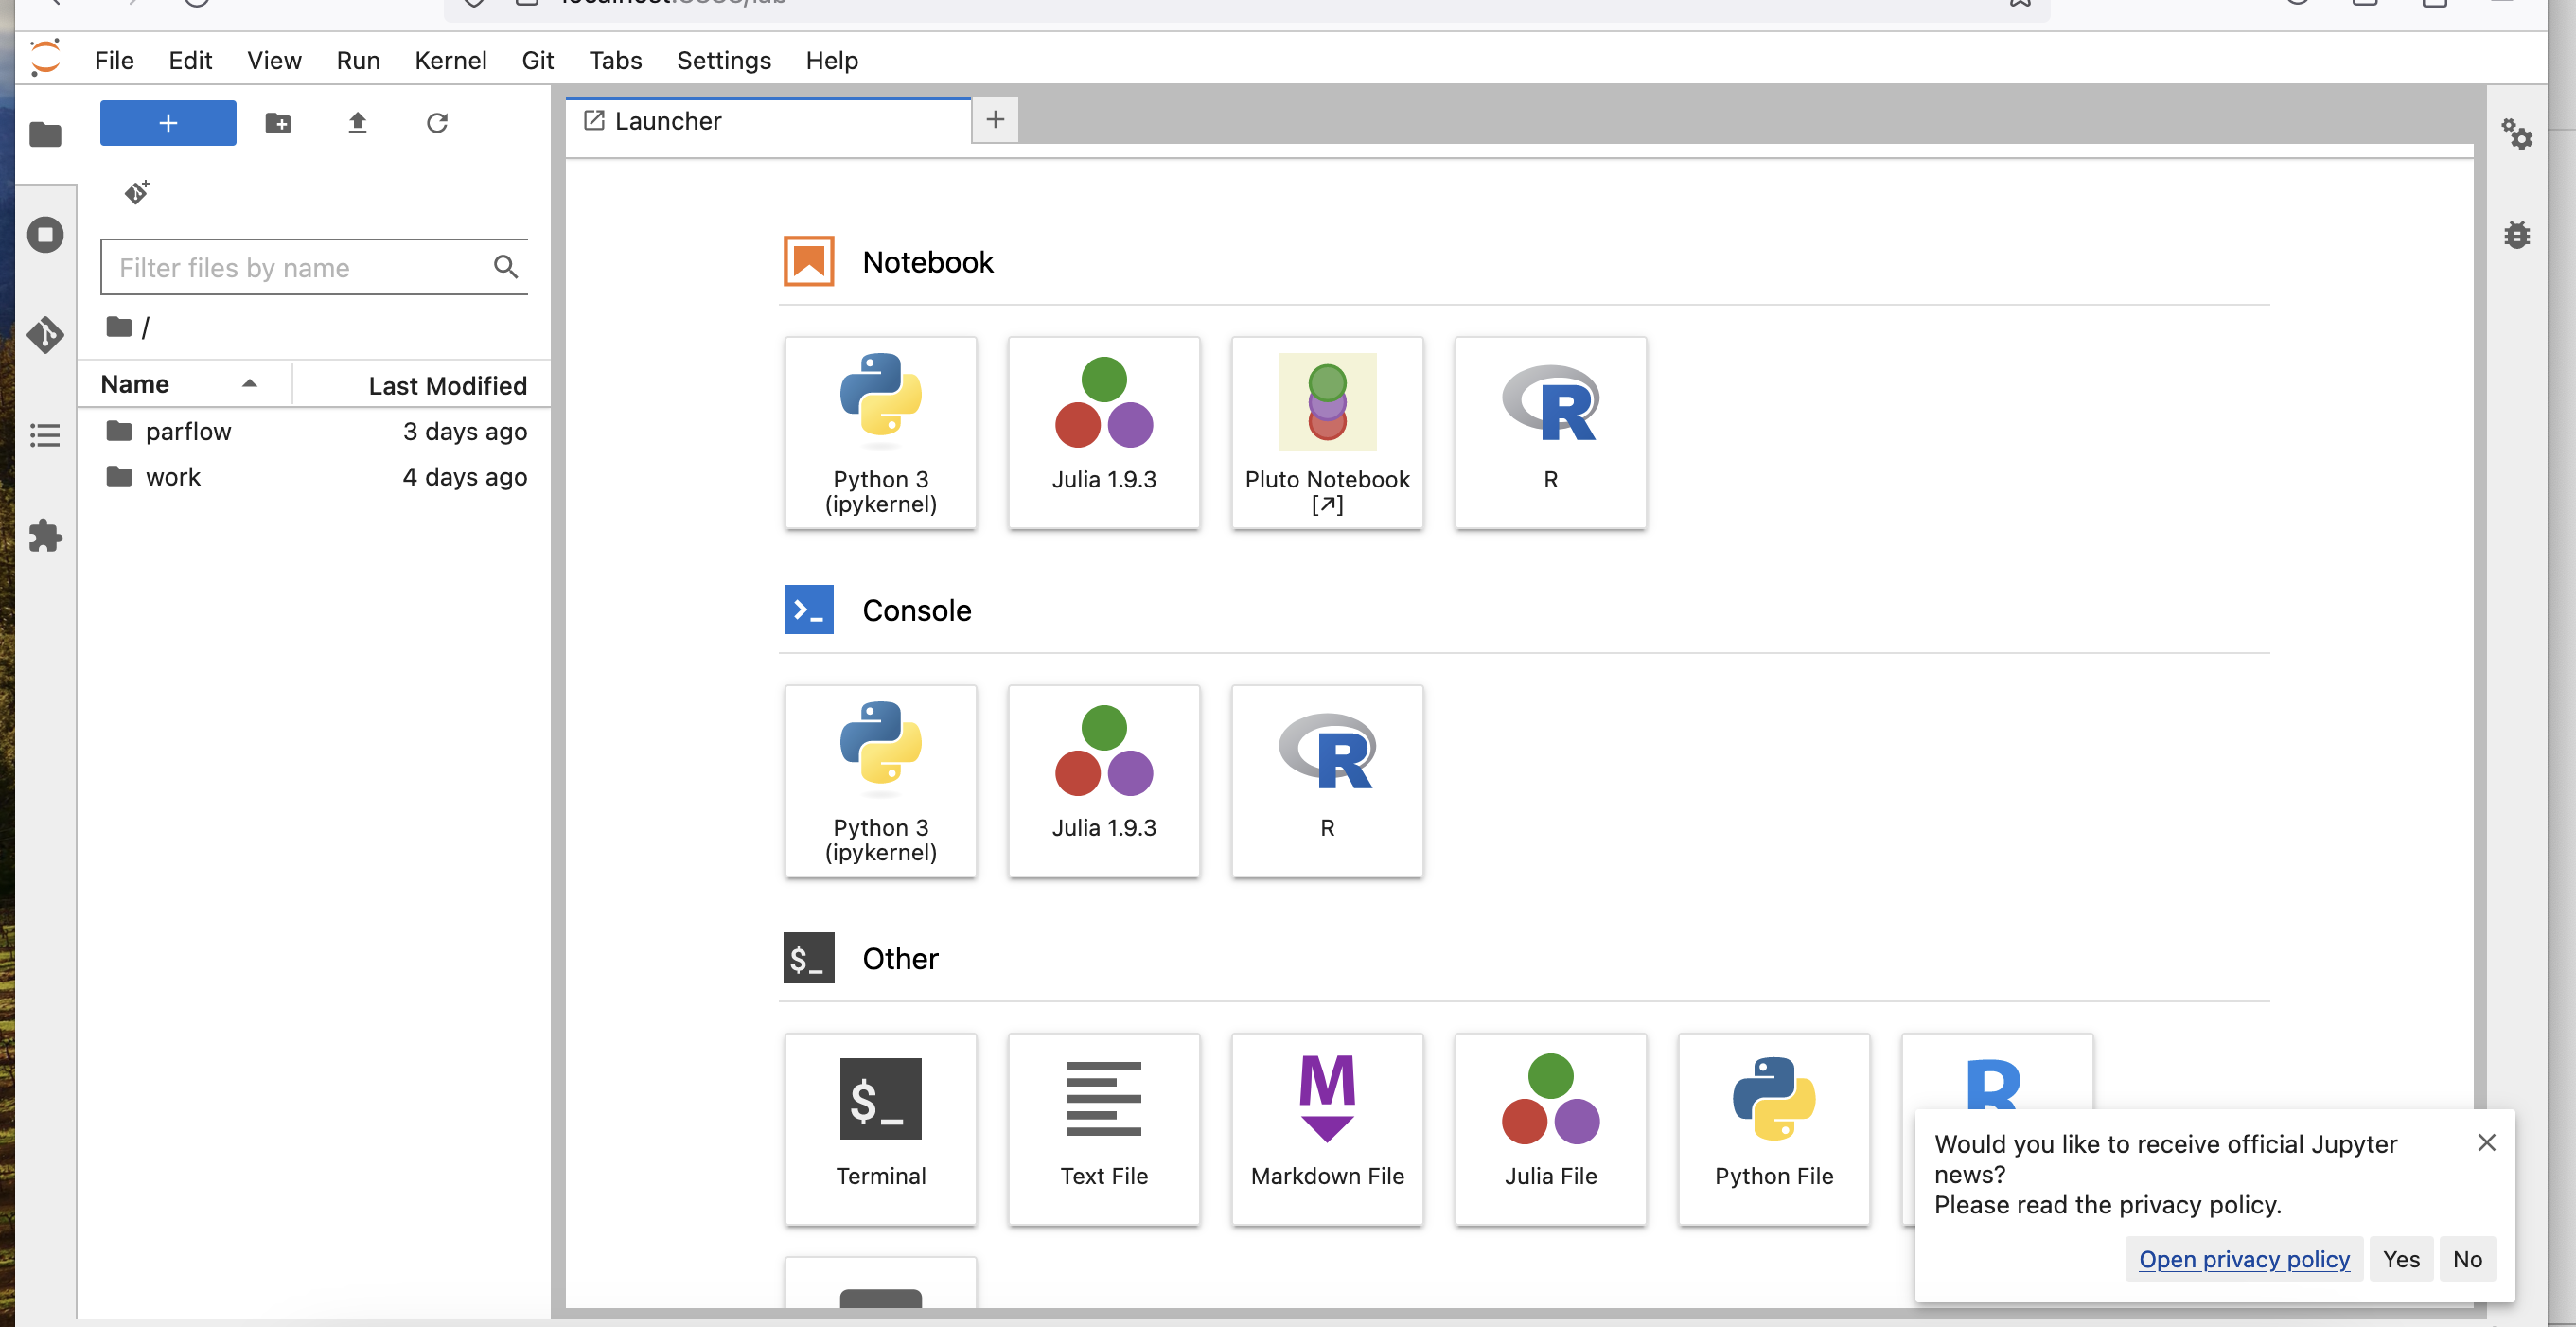 File Edit View Run Kernel Git Tabs Settings Help
Launcher
Filter files by name
/
Name Last Modified
parflow 3 days ago
work 4 days ago
Notebook
Python 3 (ipykernel)
Julia 1.9.3
Pluto Notebook [↗]
R
Console
Python 3 (ipykernel)
Julia 1.9.3
R
$_ Other
$_
Terminal
Text File
Markdown File
Julia File
Python File
Would you like to receive official Jupyter
news?
Please read the privacy policy.
Open privacy policy Yes No